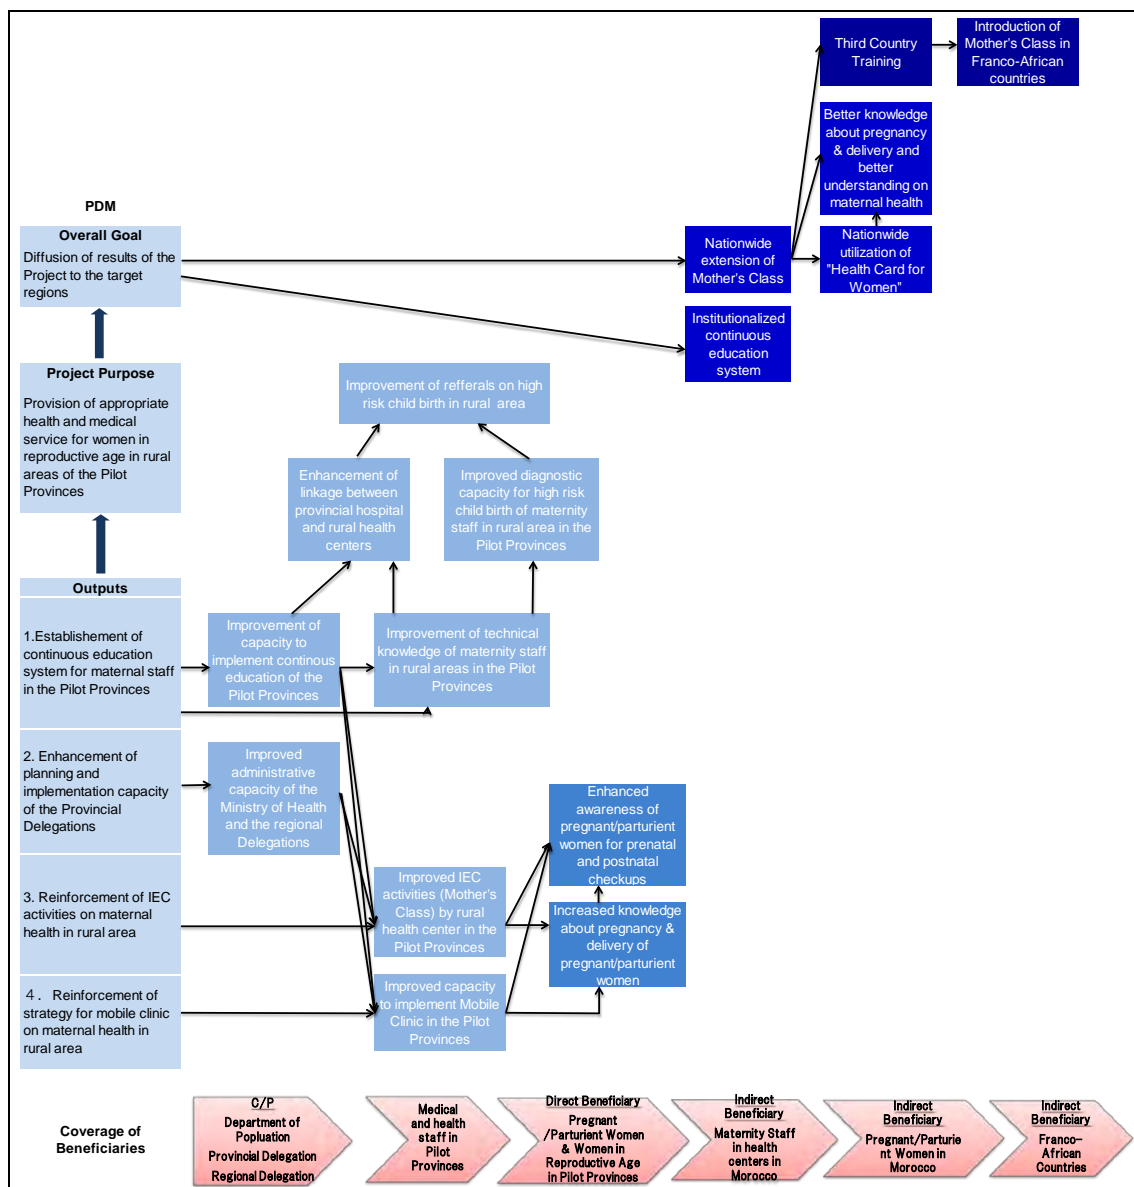 Third Country
Training
Introduction of
Mother's Class in
Franco-African
countries
Better knowledge
about pregnancy
& delivery and
better
understanding on
maternal health
PDM
Overall Goal
Diffusion of results of the
Project to the target
regions
Nationwide
extension of
Mother's Class
Nationwide
utilization of
"Health Card for
Women"
Institutionalized
continuous
education
system
Project Purpose
Provision of appropriate
health and medical
service for women in
reproductive age in rural
areas of the Pilot
Provinces
Improvement of refferals on high
risk child birth in rural  area
Enhancement of
linkage between
provincial hospital
and rural health
centers
Improved diagnostic
capacity for high risk
child birth of maternity
staff in rural area in the
Pilot Provinces
Outputs
1.Establishement of
continuous education
system for maternal staff
in the Pilot Provinces
Improvement of
capacity to
implement continous
education of the
Pilot Provinces
Improvement of technical
knowledge of maternity staff
in rural areas in the Pilot
Provinces
2. Enhancement of
planning and
implementation capacity
of the Provincial
Delegations
Improved
administrative
capacity of the
Ministry of Health
and the regional
Delegations
Enhanced
awareness of
pregnant/parturient
women for prenatal
and postnatal
checkups
3. Reinforcement of IEC
activities on maternal
health in rural area
Improved IEC
activities (Mother's
Class) by rural
health center in the
Pilot Provinces
Increased knowledge
about pregnancy &
delivery of
pregnant/parturient
women
４． Reinforcement of
strategy for mobile clinic
on maternal health in
rural area
Improved capacity
to implement Mobile
Clinic in the Pilot
Provinces
Coverage of
Beneficiaries
C/P
Department of
Popluation
Provincial Delegation
Regional Delegation
Medical
and health
staff in
Pilot
Provinces
Direct Beneficiary
Pregnant
/Parturient Women
& Women in
Reproductive Age
in Pilot Provinces
Indirect
Beneficiary
Maternity Staff
in health
centers in
Morocco
Indirect
Beneficiary
Pregnant/Parturie
nt Women in
Morocco
Indirect
Beneficiary
Franco-
African
Countries